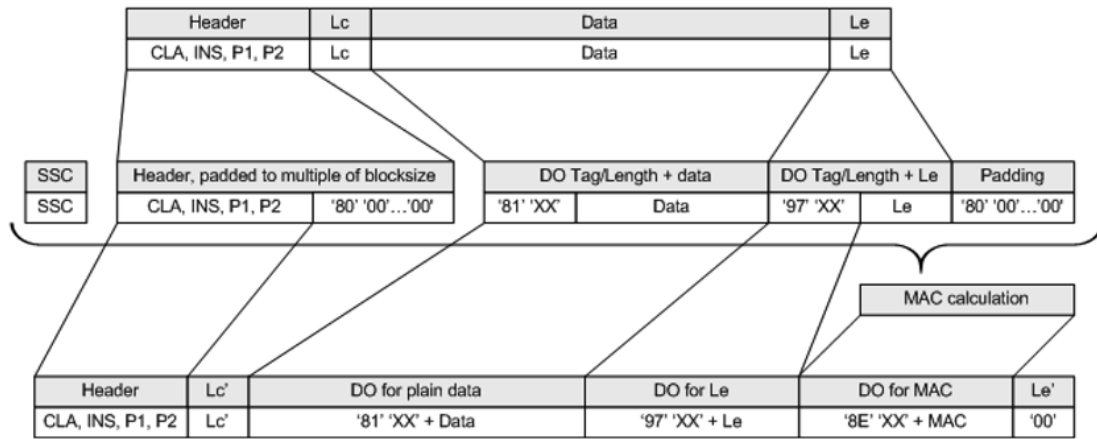 Header Lc Data Le
CLA, INS, P1, P2 Lc Data Le
SSC Header, padded to multiple of blocksize DO Tag/Length + data DO Tag/Length + Le Padding
SSC CLA, INS, P1, P2 '80' '00'...'00' '81' 'XX' Data '97' 'XX' Le '80' '00'...'00'
MAC calculation
Header Lc' DO for plain data DO for Le DO for MAC Le'
CLA, INS, P1, P2 Lc' '81' 'XX' + Data '97' 'XX' + Le '8E' 'XX' + MAC '00'